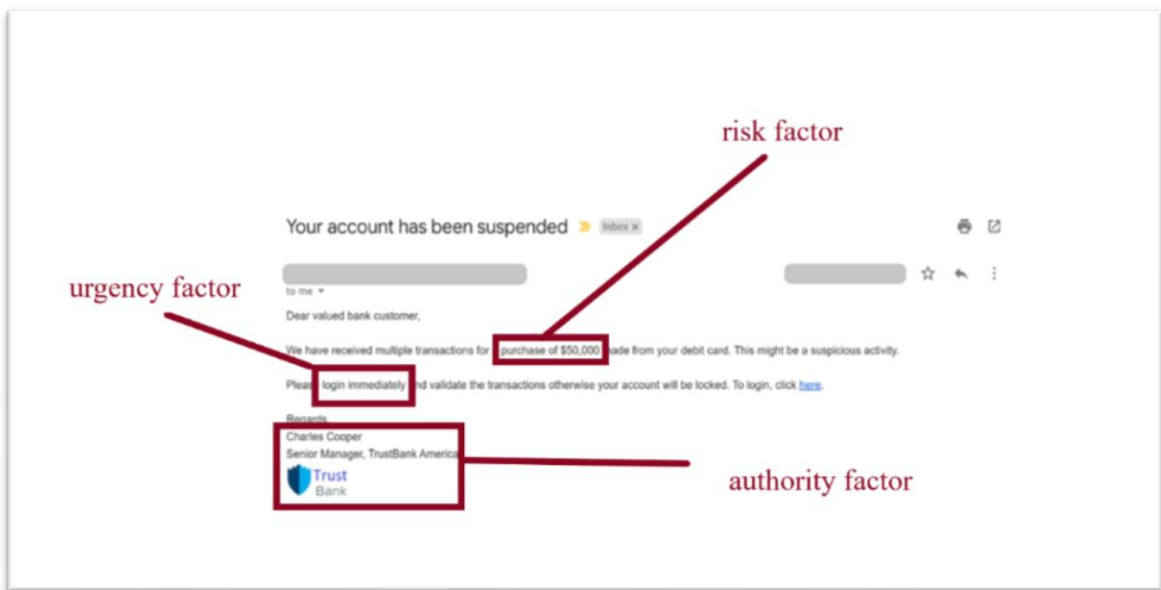 risk factor
Your account has been suspended Inbox x
urgency factor
to me
Dear valued bank customer,
We have received multiple transactions for purchase of $50,000 ade from your debit card. This might be a suspicious activity.
Pleas login immediately nd validate the transactions otherwise your account will be locked. To login, click here.
Regards
Charles Cooper
Senior Manager, TrustBank America
Trust
Bank
authority factor